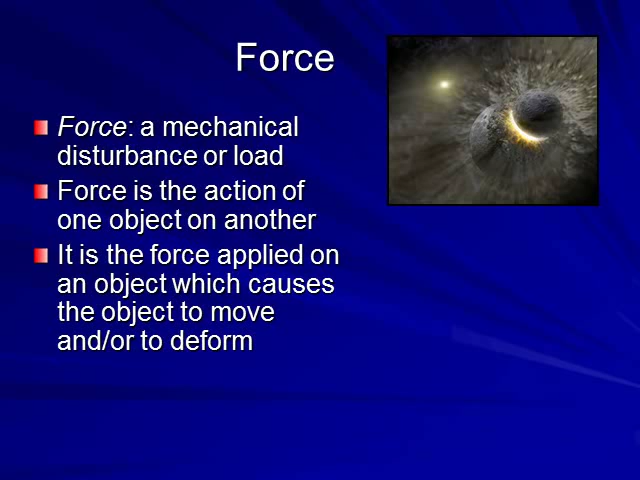 Force
Force: a mechanical
disturbance or load
Force is the action of
one object on another
It is the force applied on
an object which causes
the object to move
and/or to deform